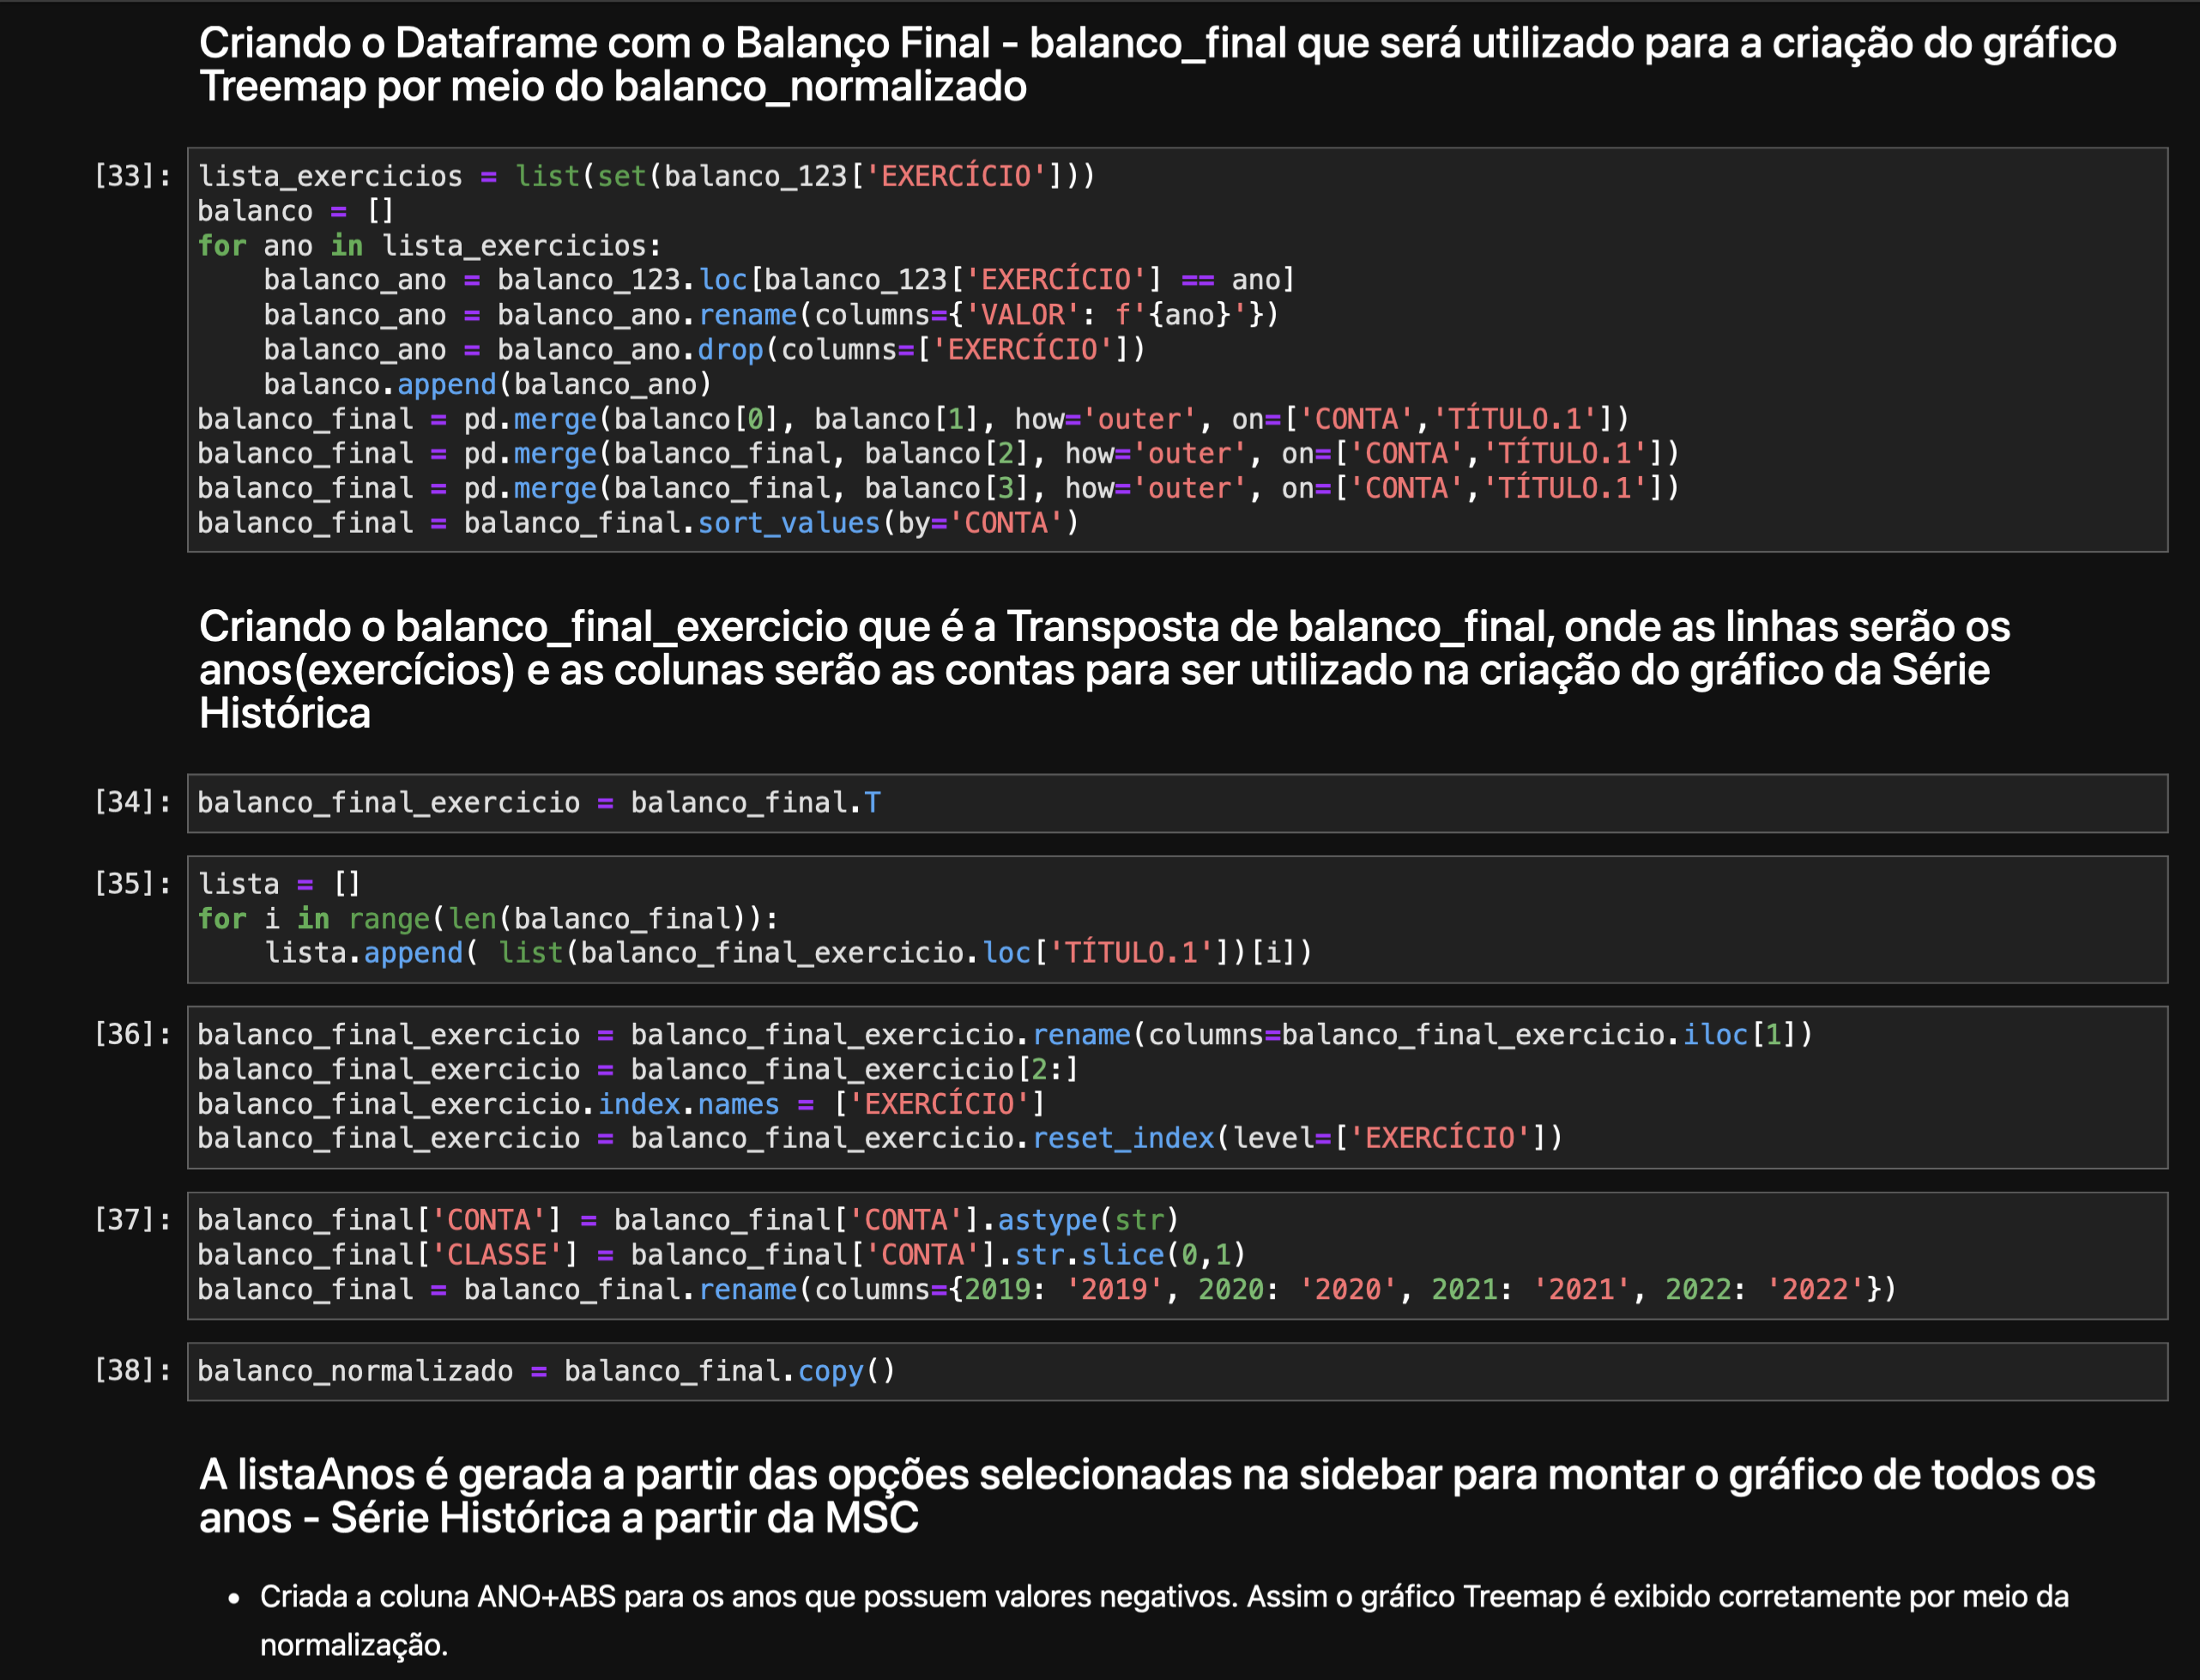 Criando o Dataframe com o Balanço Final - balanco_final que será utilizado para a criação do gráfico
Treemap por meio do balanco_normalizado
[33]:
lista_exercicios = list(set(balanco_123['EXERCÍCIO']))
balanco = []
for ano in lista_exercicios:
    balanco_ano = balanco_123.loc[balanco_123['EXERCÍCIO'] == ano]
    balanco_ano = balanco_ano.rename(columns={'VALOR': f'{ano}'})
    balanco_ano = balanco_ano.drop(columns=['EXERCÍCIO'])
    balanco.append(balanco_ano)
balanco_final = pd.merge(balanco[0], balanco[1], how='outer', on=['CONTA','TÍTULO.1'])
balanco_final = pd.merge(balanco_final, balanco[2], how='outer', on=['CONTA','TÍTULO.1'])
balanco_final = pd.merge(balanco_final, balanco[3], how='outer', on=['CONTA','TÍTULO.1'])
balanco_final = balanco_final.sort_values(by='CONTA')
Criando o balanco_final_exercicio que é a Transposta de balanco_final, onde as linhas serão os
anos(exercícios) e as colunas serão as contas para ser utilizado na criação do gráfico da Série
Histórica
[34]:
balanco_final_exercicio = balanco_final.T
[35]:
lista = []
for i in range(len(balanco_final)):
    lista.append( list(balanco_final_exercicio.loc['TÍTULO.1'])[i])
[36]:
balanco_final_exercicio = balanco_final_exercicio.rename(columns=balanco_final_exercicio.iloc[1])
balanco_final_exercicio = balanco_final_exercicio[2:]
balanco_final_exercicio.index.names = ['EXERCÍCIO']
balanco_final_exercicio = balanco_final_exercicio.reset_index(level=['EXERCÍCIO'])
[37]:
balanco_final['CONTA'] = balanco_final['CONTA'].astype(str)
balanco_final['CLASSE'] = balanco_final['CONTA'].str.slice(0,1)
balanco_final = balanco_final.rename(columns={2019: '2019', 2020: '2020', 2021: '2021', 2022: '2022'})
[38]:
balanco_normalizado = balanco_final.copy()
A listaAnos é gerada a partir das opções selecionadas na sidebar para montar o gráfico de todos os
anos - Série Histórica a partir da MSC
• Criada a coluna ANO+ABS para os anos que possuem valores negativos. Assim o gráfico Treemap é exibido corretamente por meio da
normalização.